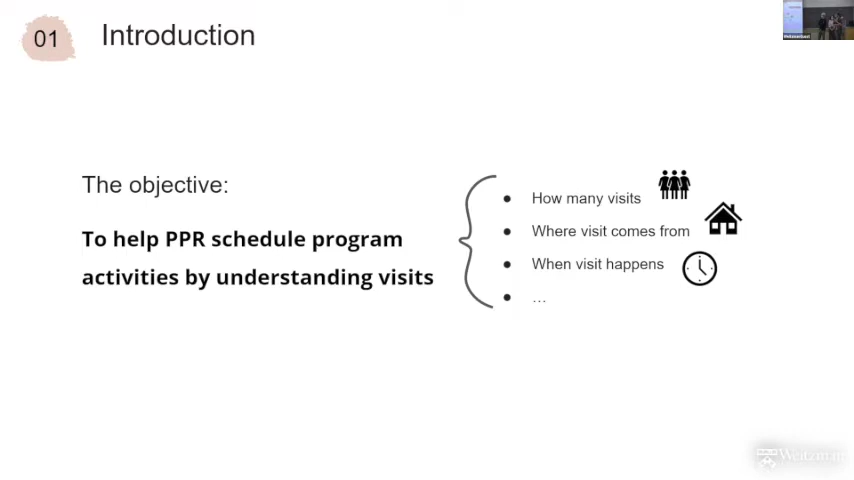 01
Introduction
The objective:
To help PPR schedule program
activities by understanding visits
How many visits
Where visit comes from
When visit happens
...
Weitzman